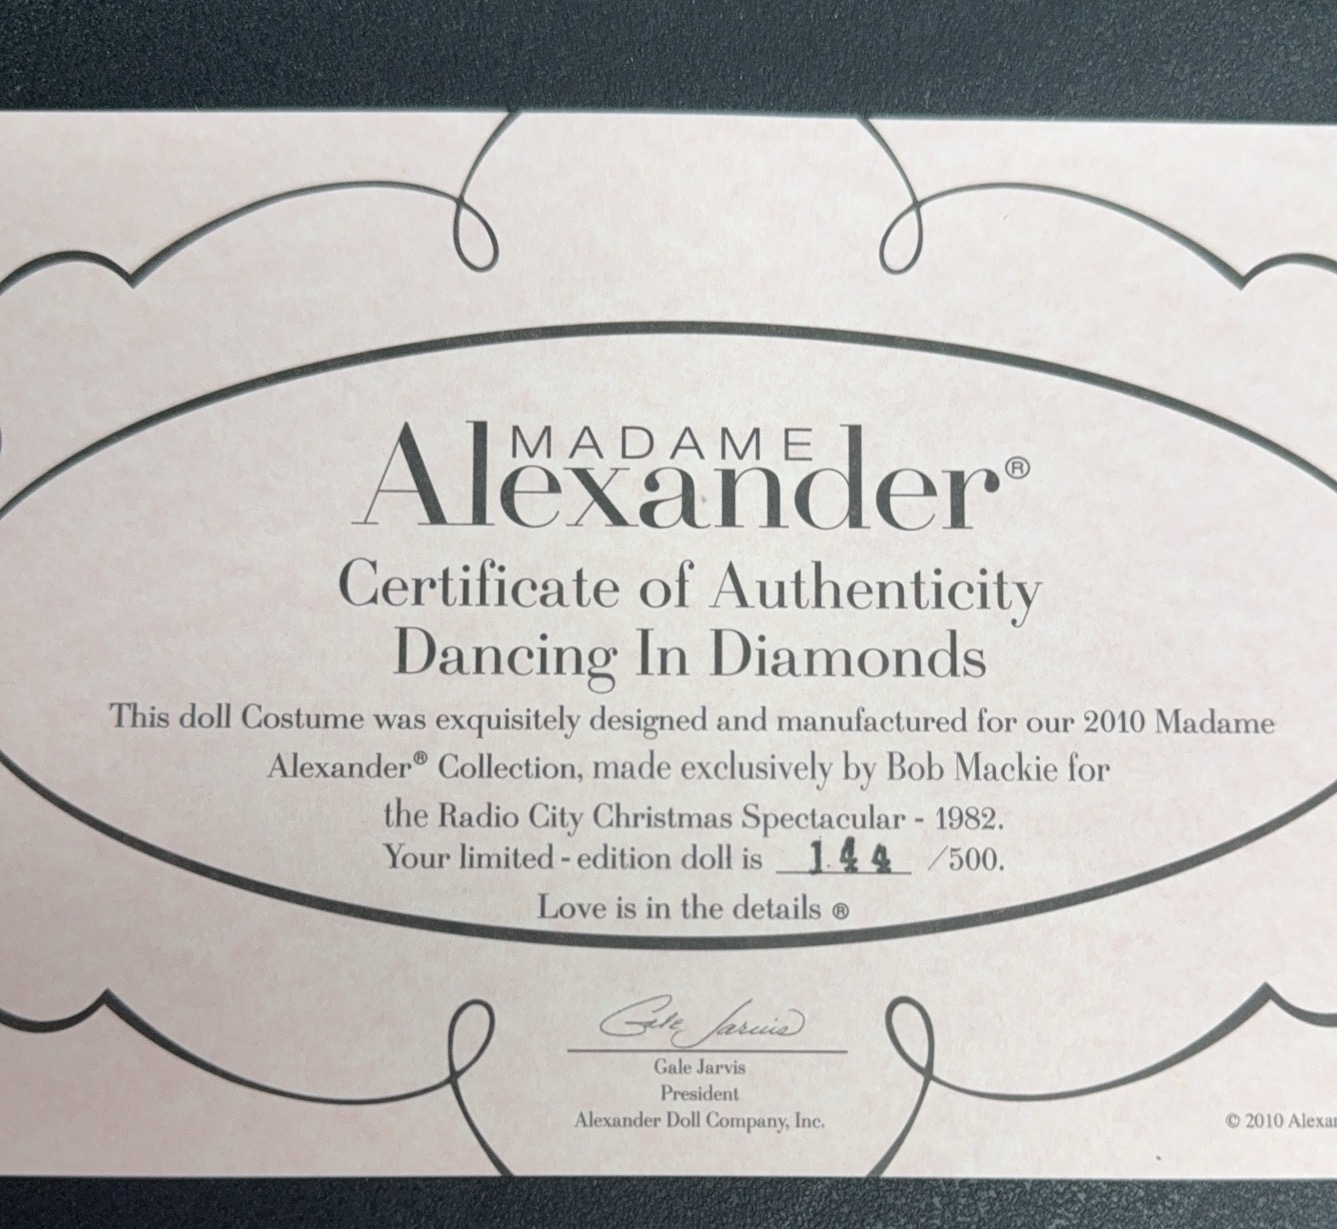 MADAME
Alexander®
Certificate of Authenticity
Dancing In Diamonds
This doll Costume was exquisitely designed and manufactured for our 2010 Madame
Alexander® Collection, made exclusively by Bob Mackie for
the Radio City Christmas Spectacular - 1982.
Your limited - edition doll is 144 /500.
Love is in the details ®
Gale Jarvis
Gale Jarvis
President
Alexander Doll Company, Inc.
© 2010 Alexa